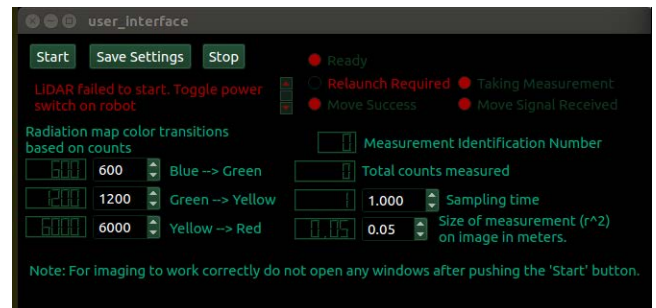 user_interface
Start Save Settings Stop
Ready
LiDAR failed to start. Toggle power
switch on robot
Relaunch Required Taking Measurement
Move Success Move Signal Received
Radiation map color transitions
based on counts
0 Measurement Identification Number
600 600 Blue --> Green
0 Total counts measured
1200 1200 Green --> Yellow
1 1.000 Sampling time
6000 6000 Yellow --> Red
0.05 0.05 Size of measurement (r^2)
on image in meters.
Note: For imaging to work correctly do not open any windows after pushing the 'Start' button.